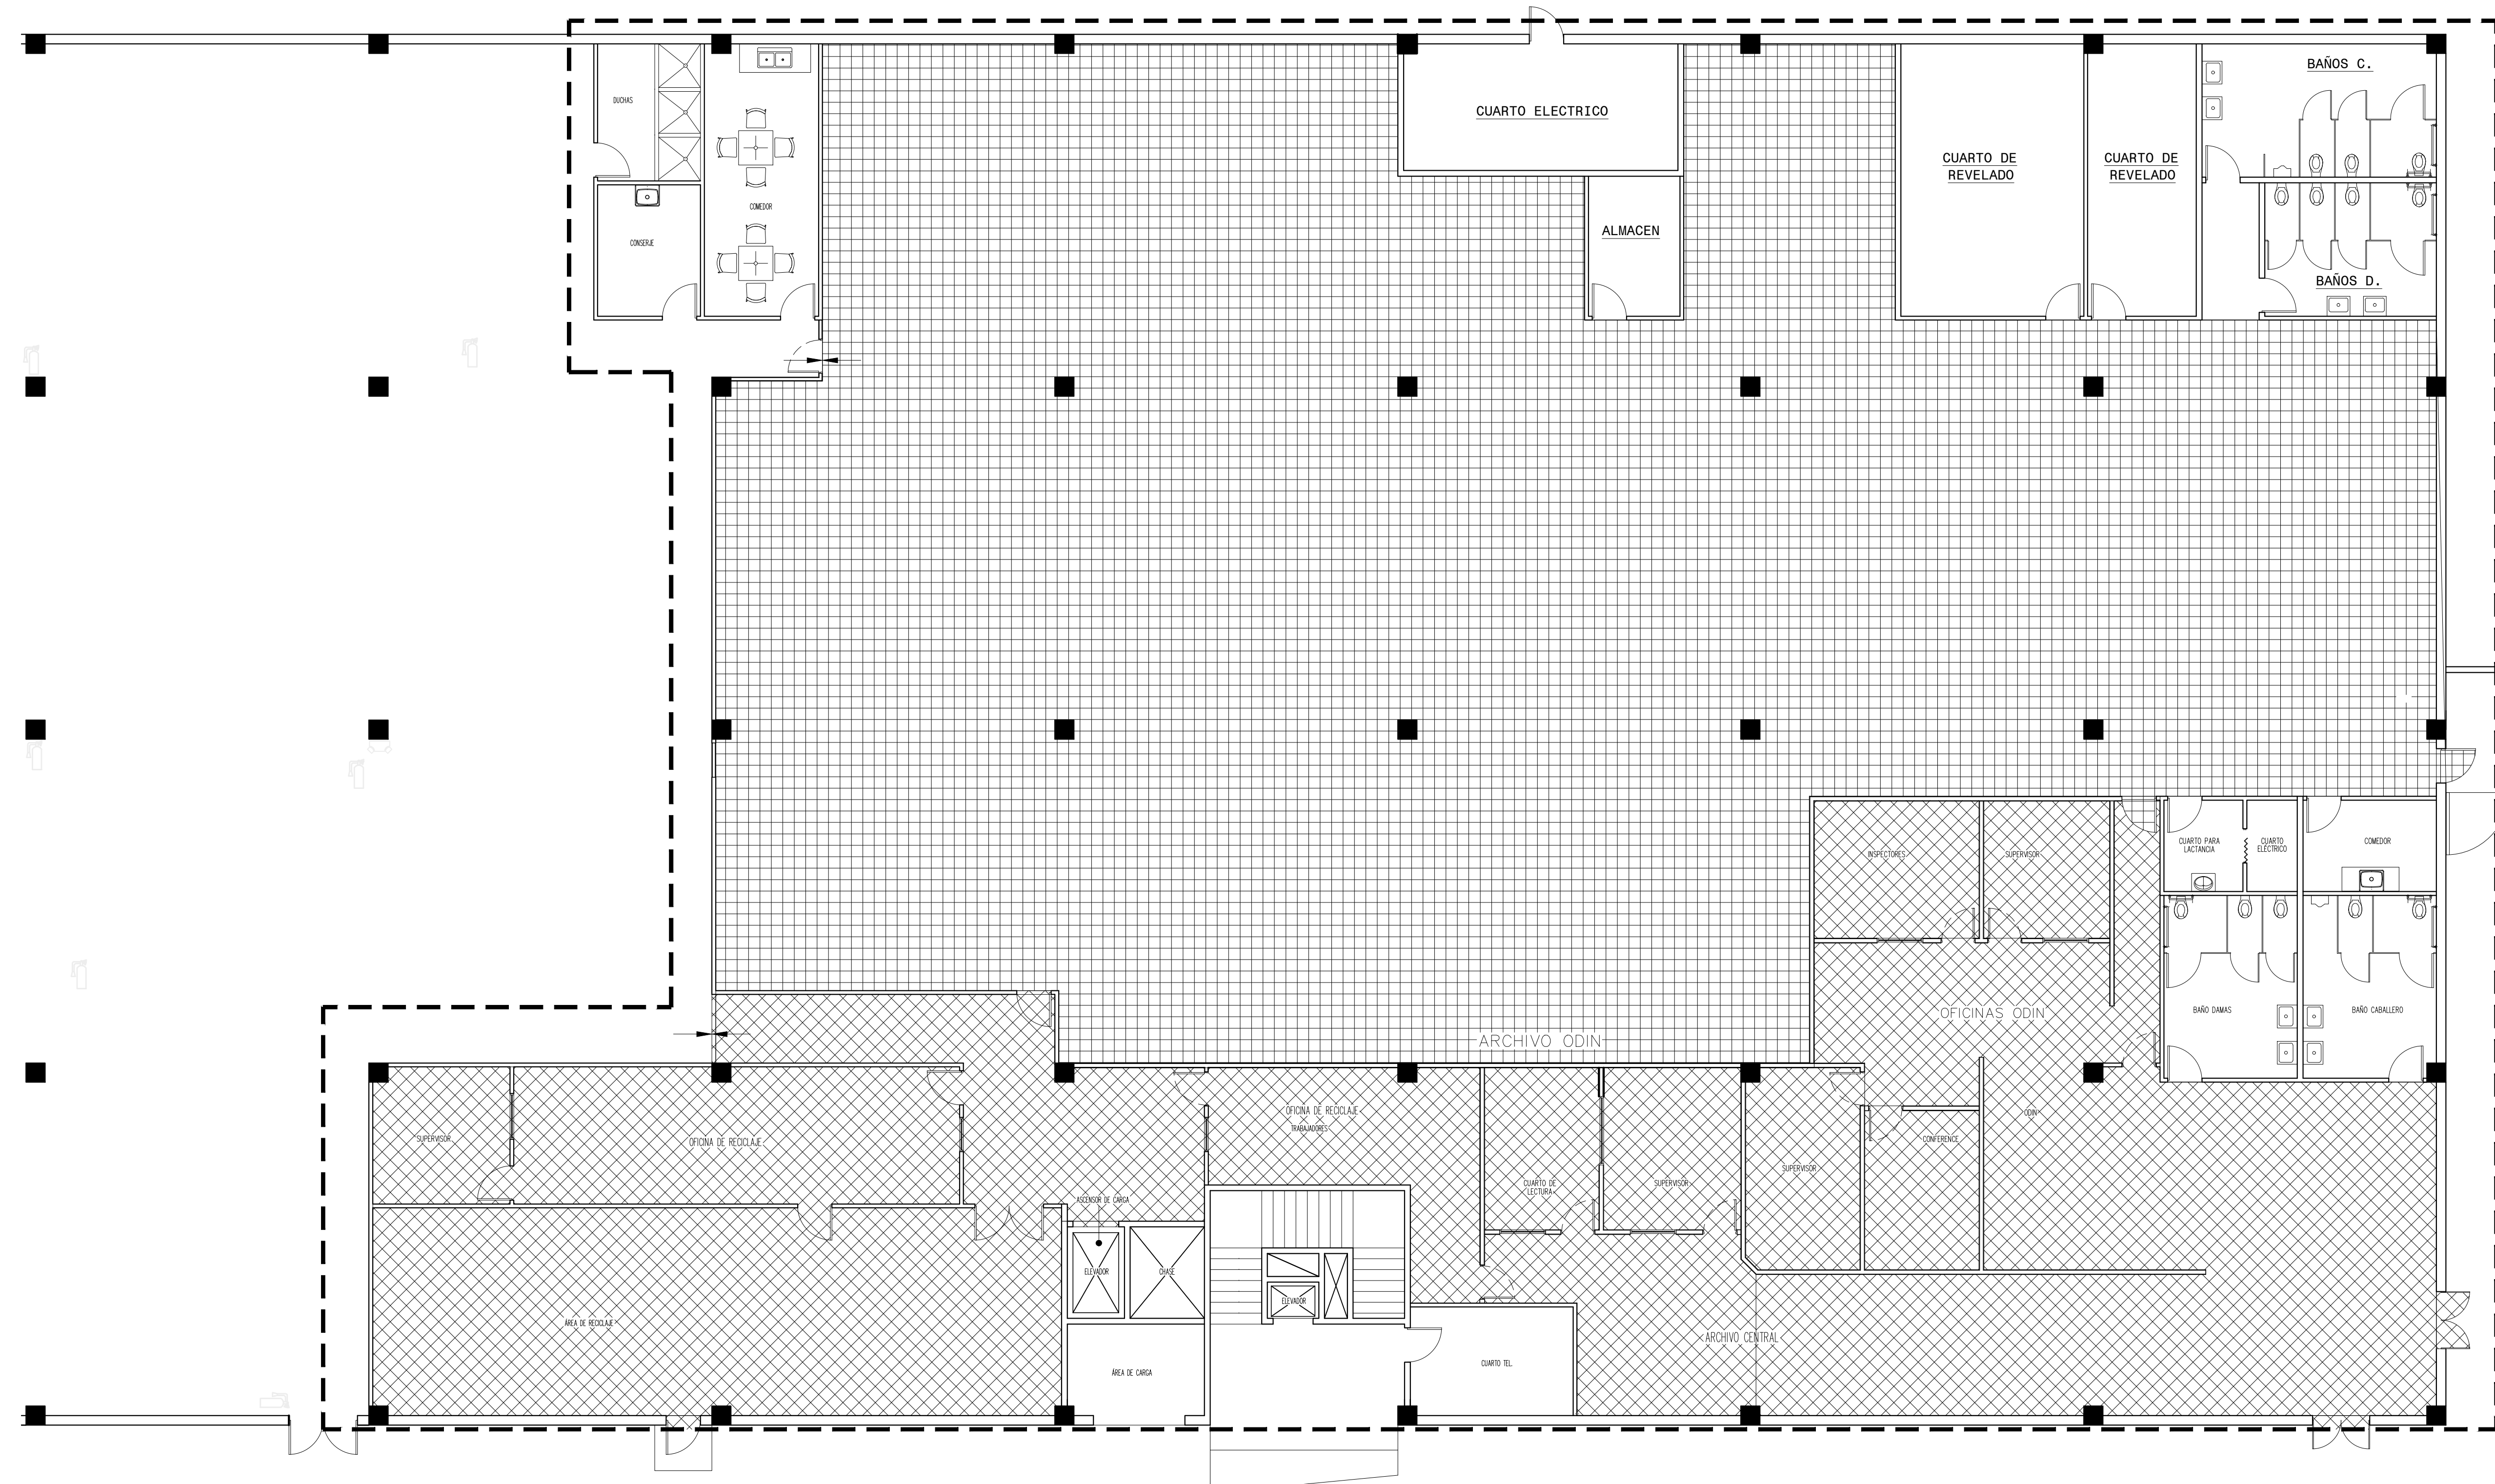 BAÑOS C.
DUCHAS
CUARTO ELECTRICO
CUARTO DE
REVELADO
CUARTO DE
REVELADO
COMEDOR
ALMACEN
CONSERJE
BAÑOS D.
CUARTO PARA
LACTANCIA
CUARTO
ELÉCTRICO
COMEDOR
INSPECTORES
SUPERVISOR
BAÑO DAMAS
BAÑO CABALLERO
OFICINAS ODIN
ARCHIVO ODIN
OFICINA DE RECICLAJE
TRABAJADORES
ODIN
SUPERVISOR
OFICINA DE RECICLAJE
CONFERENCE
SUPERVISOR
CUARTO DE
LECTURA
SUPERVISOR
ASCENSOR DE CARGA
ELEVADOR
CHASE
ELEVADOR
ÁREA DE RECICLAJE
ARCHIVO CENTRAL
CUARTO TEL.
ÁREA DE CARGA